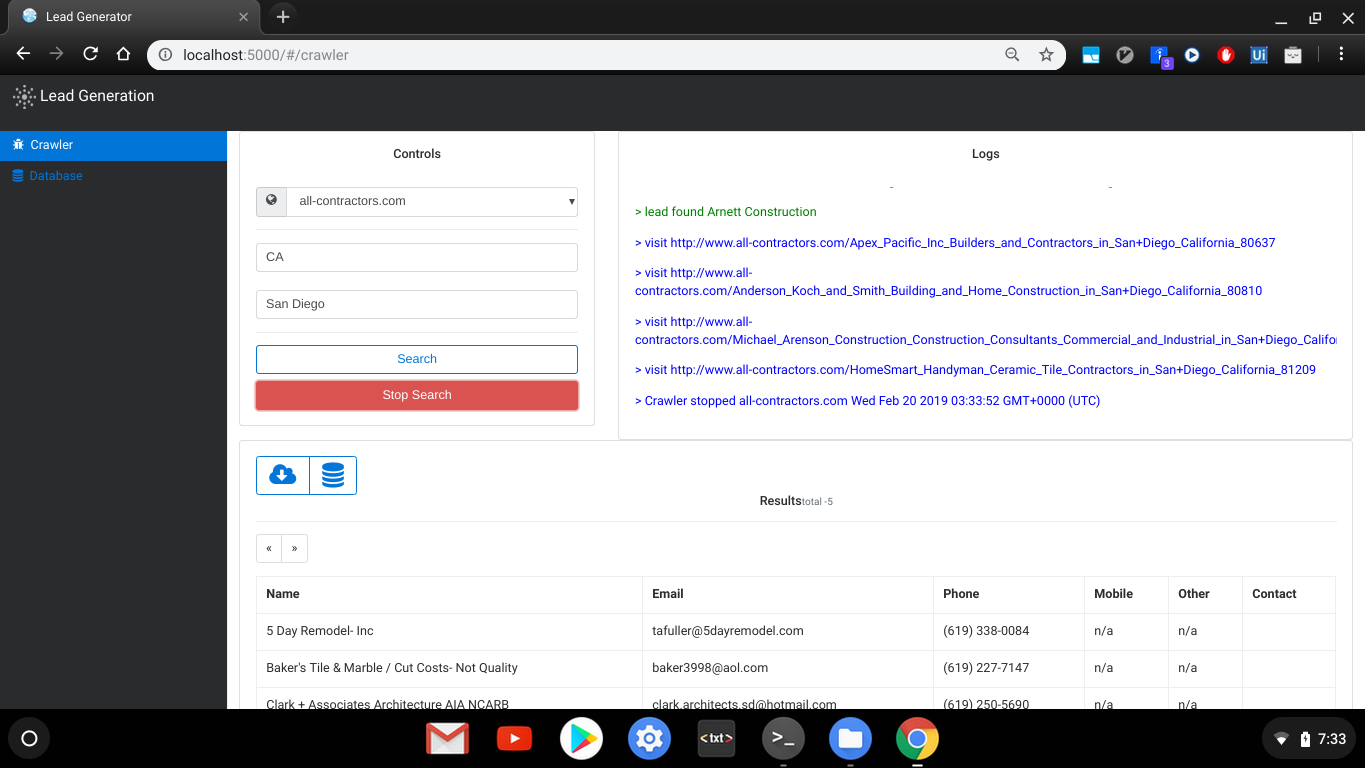 Lead Generator
localhost:5000/#/crawler
3
Ui
Lead Generation
Crawler
Database
Controls
all-contractors.com
CA
San Diego
Search
Stop Search
Logs
> lead found Arnett Construction
> visit http://www.all-contractors.com/Apex_Pacific_Inc_Builders_and_Contractors_in_San+Diego_California_80637
> visit http://www.all-
contractors.com/Anderson_Koch_and_Smith_Building_and_Home_Construction_in_San+Diego_California_80810
> visit http://www.all-
contractors.com/Michael_Arenson_Construction_Construction_Consultants_Commercial_and_Industrial_in_San+Diego_Califo
> visit http://www.all-contractors.com/HomeSmart_Handyman_Ceramic_Tile_Contractors_in_San+Diego_California_81209
> Crawler stopped all-contractors.com Wed Feb 20 2019 03:33:52 GMT+0000 (UTC)
Resultstotal -5
« »
Name Email Phone Mobile Other Contact
5 Day Remodel- Inc tafuller@5dayremodel.com (619) 338-0084 n/a n/a
Baker's Tile & Marble / Cut Costs- Not Quality baker3998@aol.com (619) 227-7147 n/a n/a
Clark + Associates Architecture AIA NCARB clark.architects.sd@hotmail.com (619) 250-5690 n/a n/a
<txt>
>_
7:33